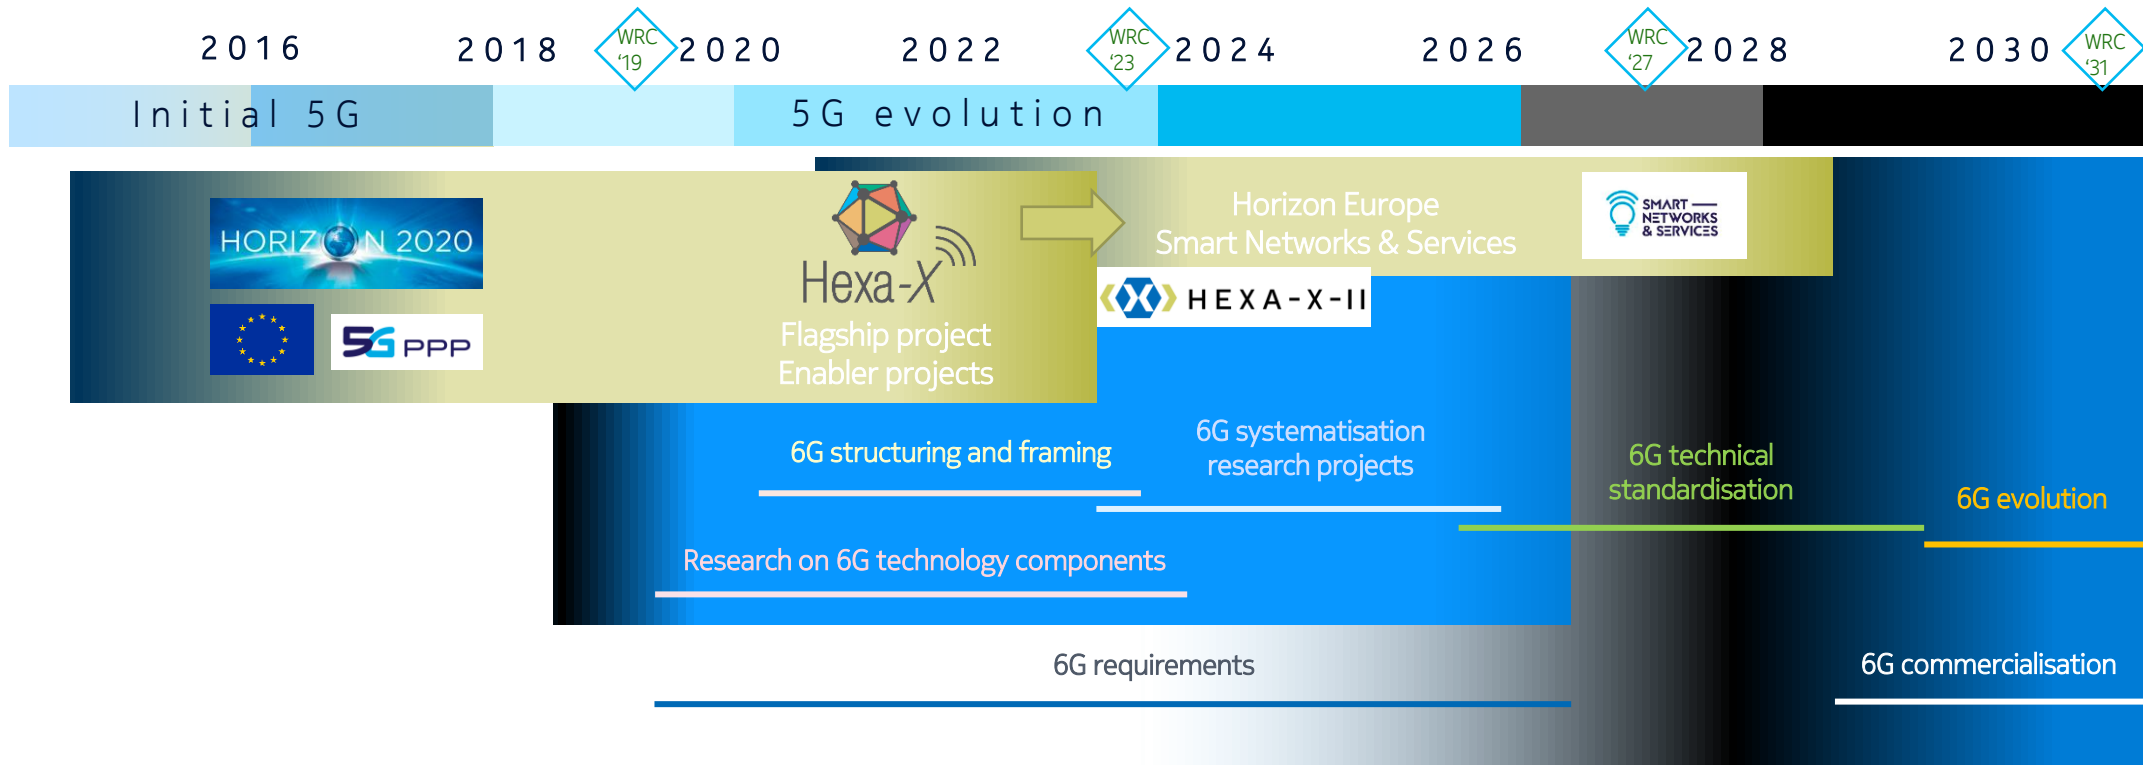 2016
2018
WRC
‘19
2020
2022
WRC
‘23
2024
2026
WRC
‘27
2028
2030
WRC
‘31
Initial 5G
5G evolution
HORIZON 2020
5G PPP
Hexa-X
Flagship project
Enabler projects
Horizon Europe
Smart Networks & Services
SMART
NETWORKS
& SERVICES
HEXA-X-II
6G structuring and framing
6G systematisation
research projects
6G technical
standardisation
6G evolution
Research on 6G technology components
6G requirements
6G commercialisation